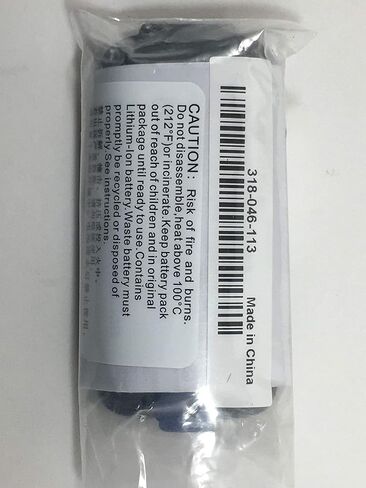 318-046-113
Made in China
CAUTION: Risk of fire and burns.
Do not disassemble,heat above 100°C
(212°F)or incinerate.Keep battery pack
out of reach of children and in original
package until ready to use.Contains
Lithium-Ion battery.Waste battery must
promptly be recycled or disposed of
properly.See instructions.